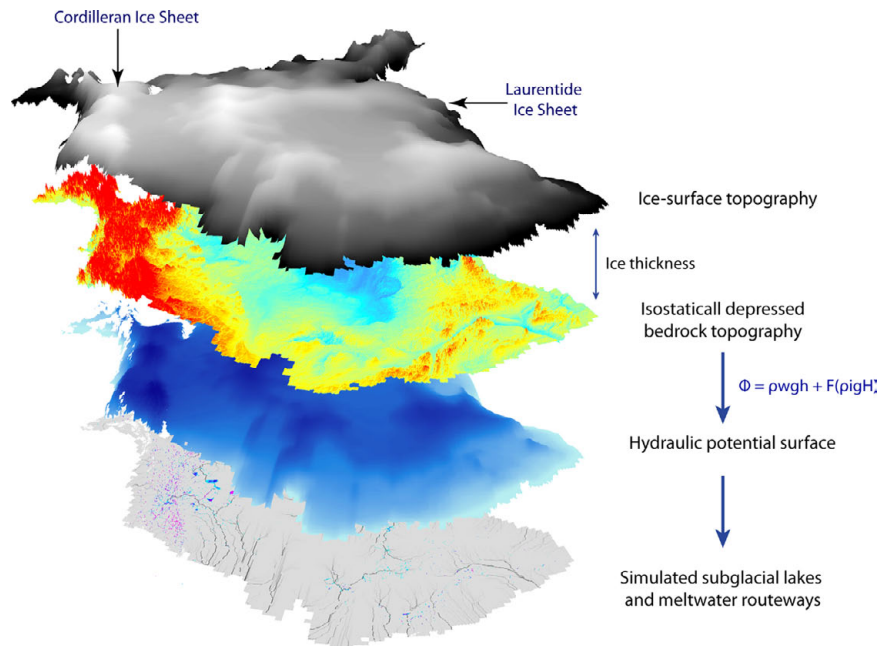 Cordilleran Ice Sheet
Laurentide
Ice Sheet
Ice-surface topography
Ice thickness
Isostaticall depressed
bedrock topography
Φ = ρwgh + F(ρigH)
Hydraulic potential surface
Simulated subglacial lakes
and meltwater routeways